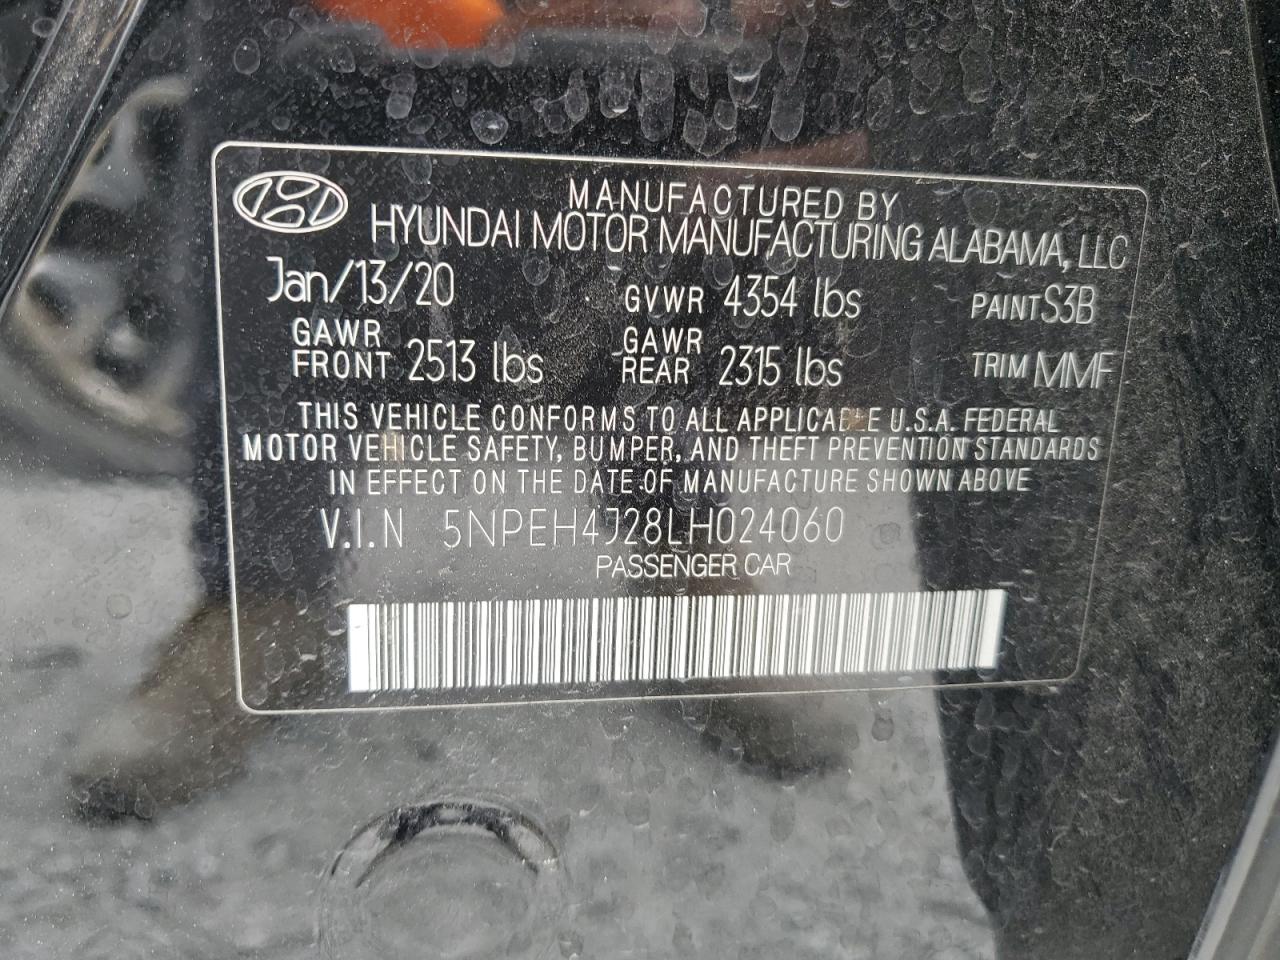 MANUFACTURED BY
HYUNDAI MOTOR MANUFACTURING ALABAMA, LLC
Jan/13/20 GVWR 4354 lbs PAINT S3B
GAWR FRONT 2513 lbs GAWR REAR 2315 lbs TRIM MMF
THIS VEHICLE CONFORMS TO ALL APPLICABLE U.S.A. FEDERAL
MOTOR VEHICLE SAFETY, BUMPER, AND THEFT PREVENTION STANDARDS
IN EFFECT ON THE DATE OF MANUFACTURE SHOWN ABOVE
V.I.N 5NPEH4J28LH024060
PASSENGER CAR